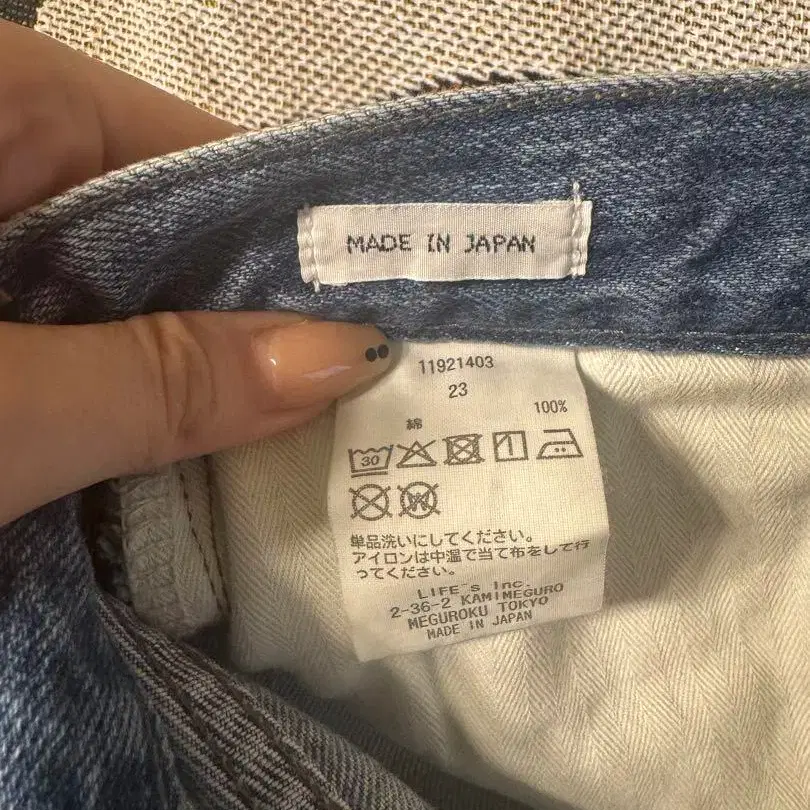 MADE IN JAPAN
11921403
23
綿 100%
30
単品洗いにしてください。
アイロンは中温で当て布をして行
ってください。
LIFE's Inc.
2-36-2 KAMIMEGURO
MEGUROKU TOKYO
MADE IN JAPAN